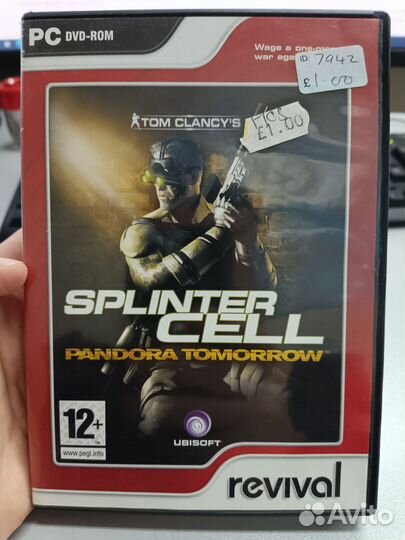 PC DVD-ROM
Wage a one-man
war aga
ID: 7942
£1.00
TOM CLANCY'S
£1.00
SPLINTER
CELL
PANDORA TOMORROW™
12+
www.pegi.info
UBISOFT
revival
Avito